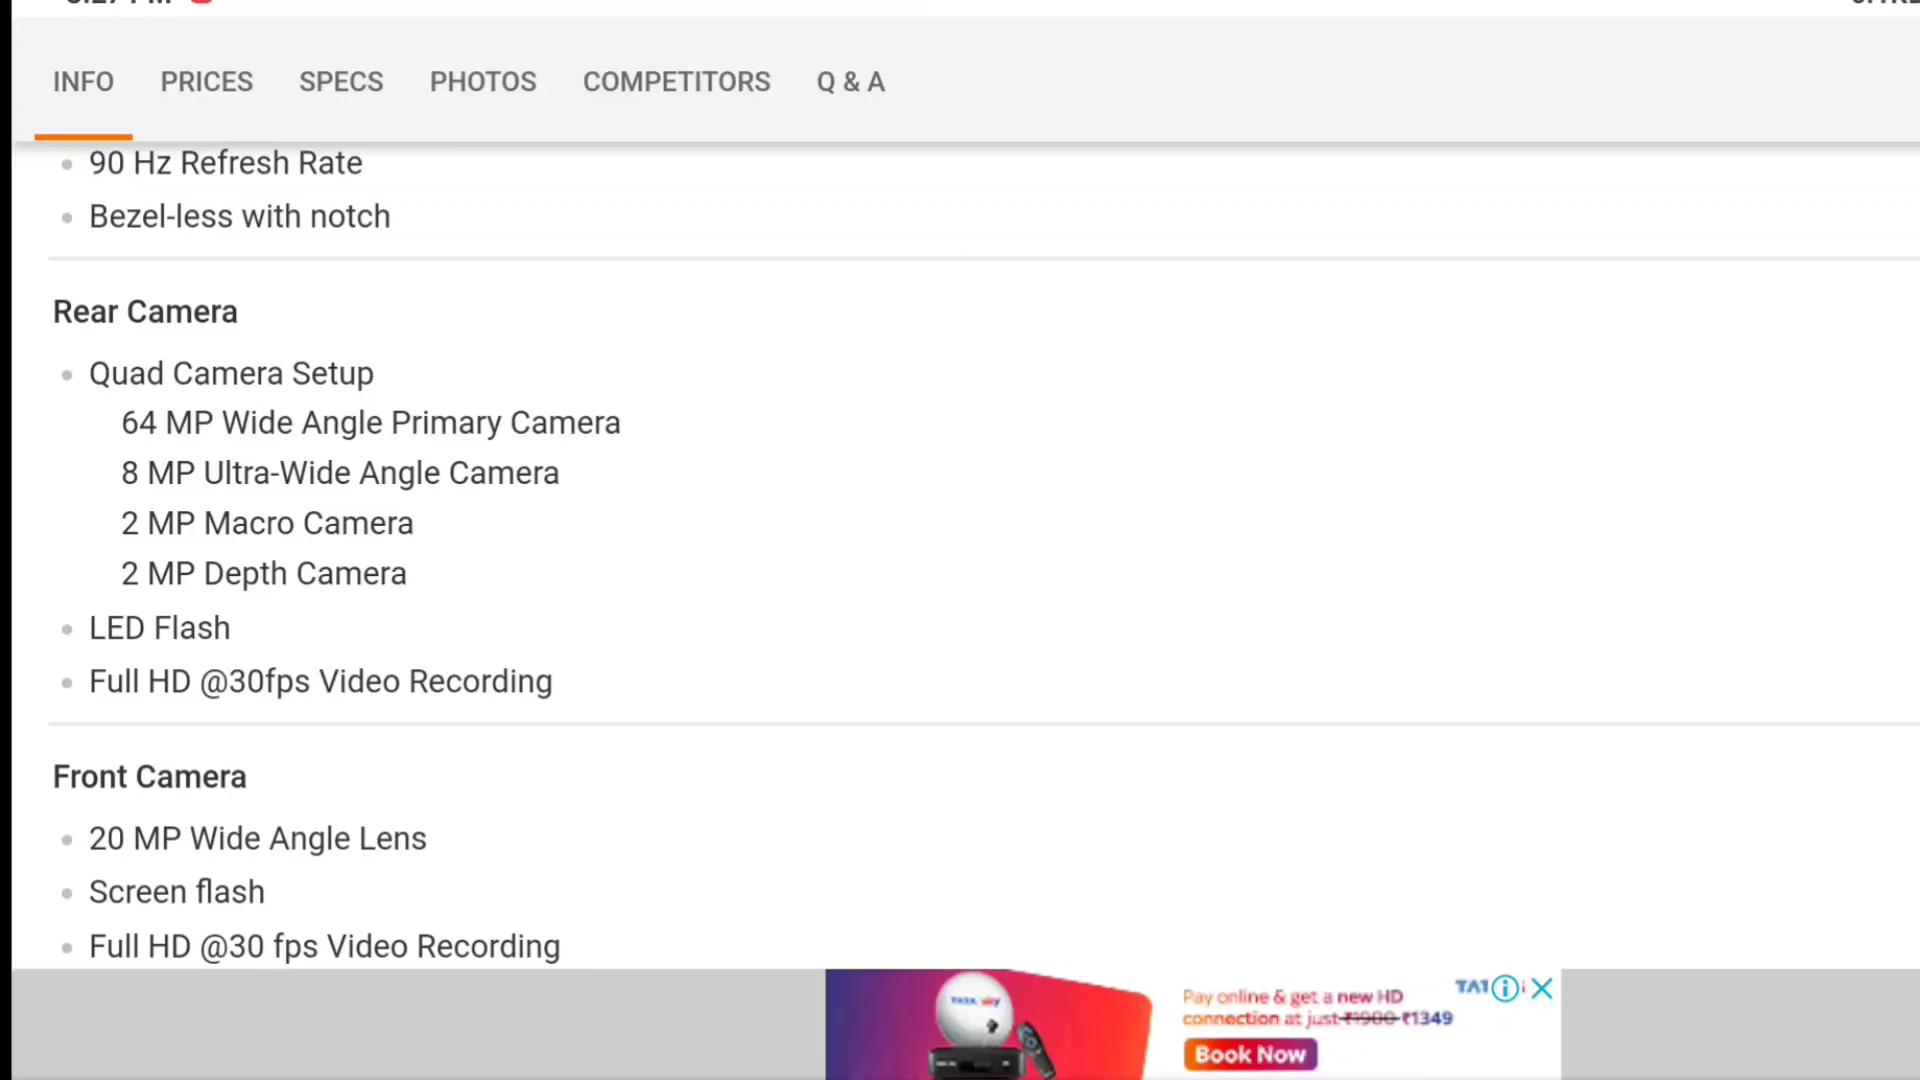 INFO PRICES SPECS PHOTOS COMPETITORS Q & A
90 Hz Refresh Rate
Bezel-less with notch
Rear Camera
Quad Camera Setup
64 MP Wide Angle Primary Camera
8 MP Ultra-Wide Angle Camera
2 MP Macro Camera
2 MP Depth Camera
LED Flash
Full HD @30fps Video Recording
Front Camera
20 MP Wide Angle Lens
Screen flash
Full HD @30 fps Video Recording
TATA sky
Pay online & get a new HD
connection at just ₹1900 ₹1349
Book Now